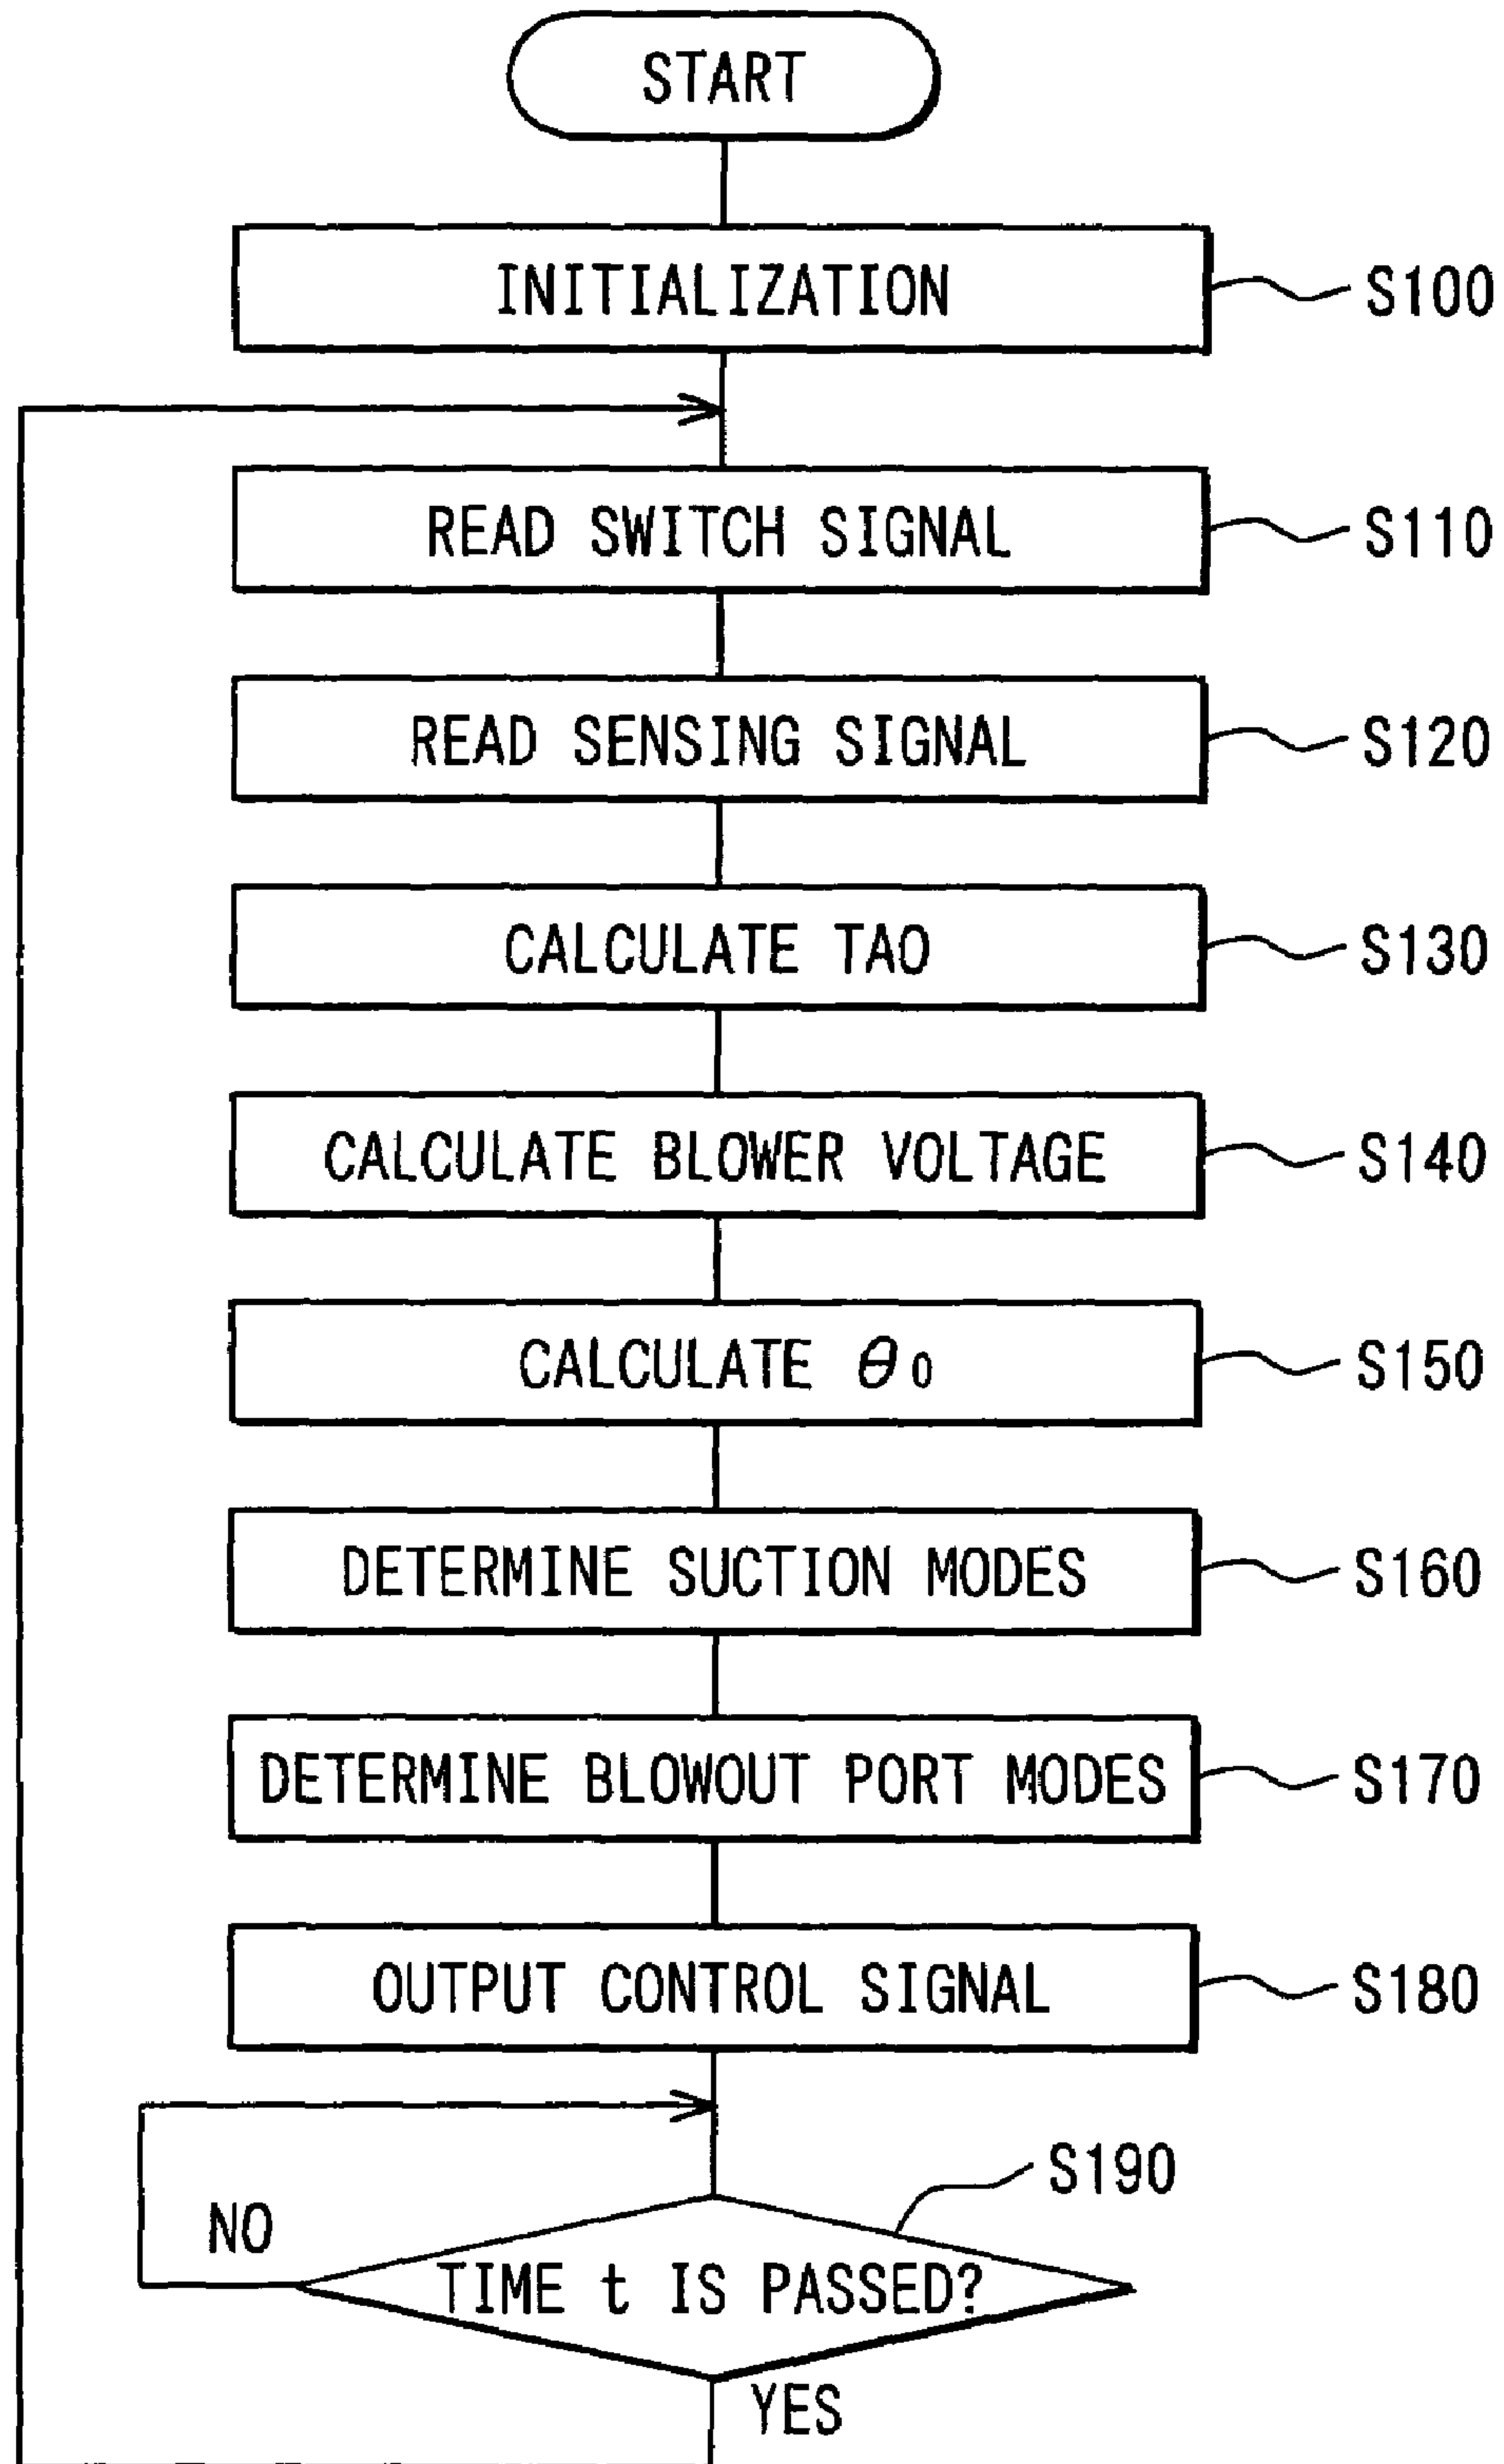 START
INITIALIZATION
S100
READ SWITCH SIGNAL
S110
READ SENSING SIGNAL
S120
CALCULATE TAO
S130
CALCULATE BLOWER VOLTAGE
S140
CALCULATE θ0
S150
DETERMINE SUCTION MODES
S160
DETERMINE BLOWOUT PORT MODES
S170
OUTPUT CONTROL SIGNAL
S180
S190
NO
TIME t IS PASSED?
YES